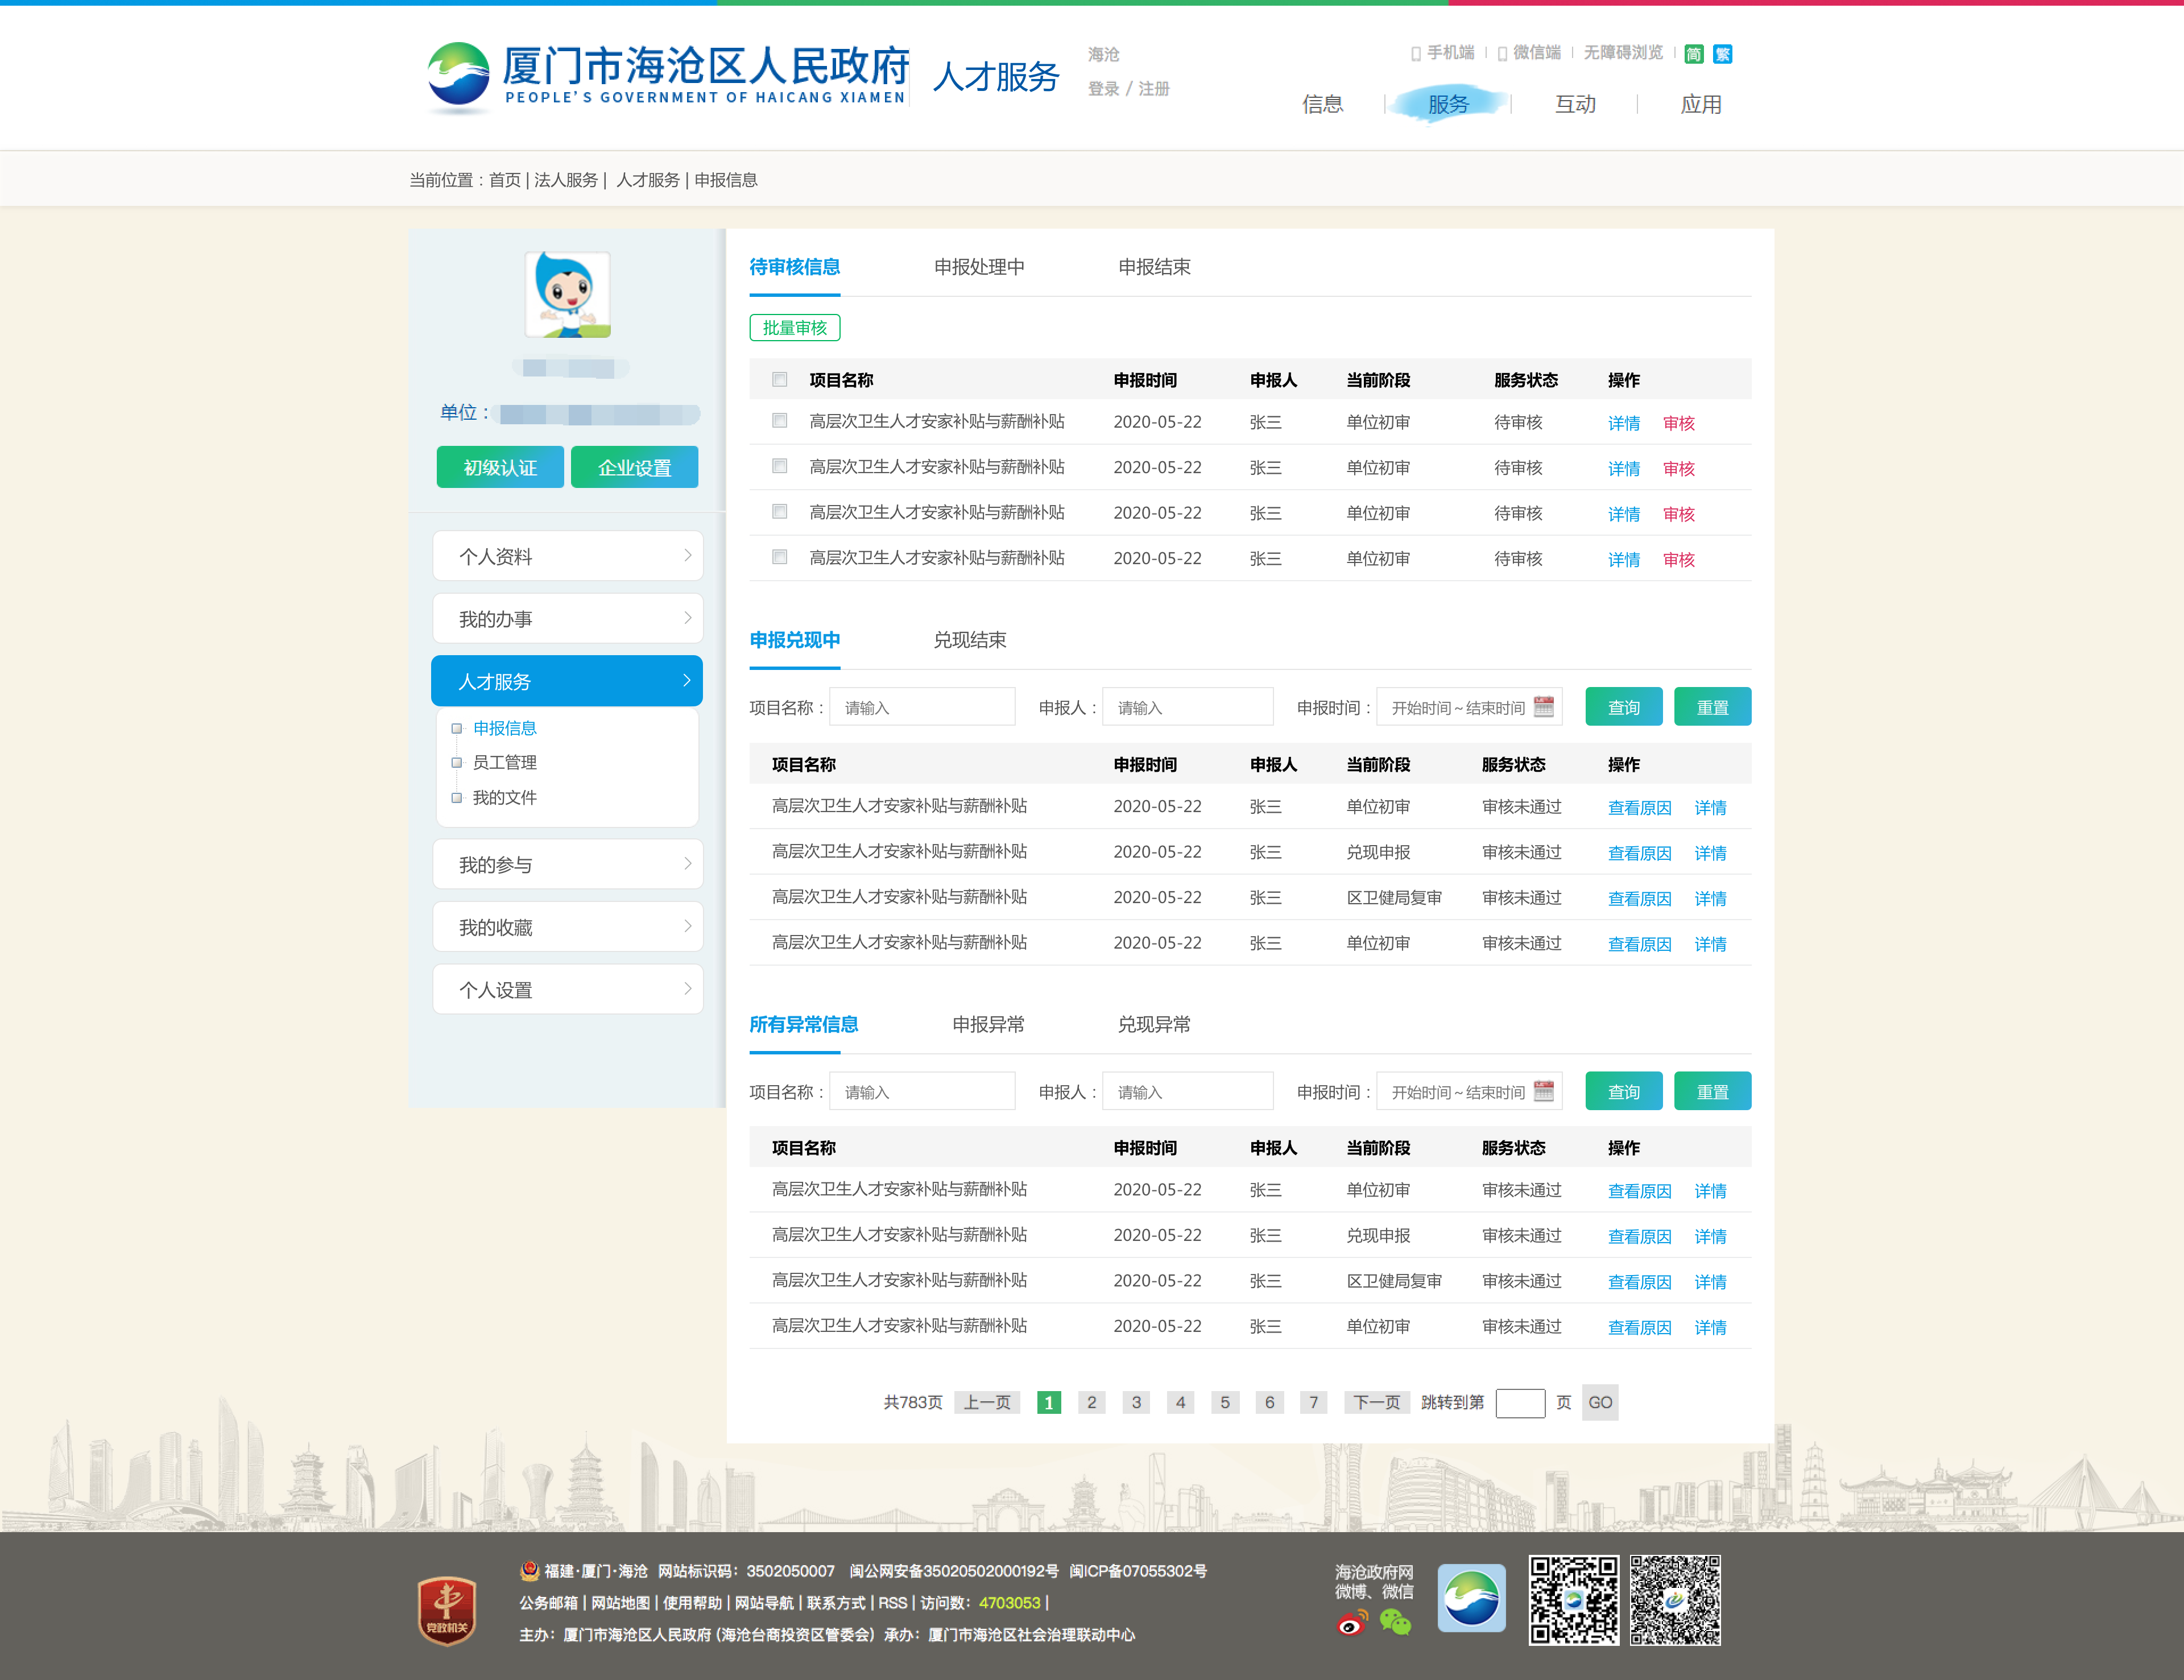 厦门市海沧区人民政府
PEOPLE'S GOVERNMENT OF HAICANG XIAMEN
人才服务
海沧
登录 / 注册
手机端 | 微信端 | 无障碍浏览 | 简 繁
信息 | 服务 | 互动 | 应用
当前位置：首页 | 法人服务 | 人才服务 | 申报信息
单位：
初级认证 企业设置
个人资料
我的办事
人才服务
申报信息
员工管理
我的文件
我的参与
我的收藏
个人设置
待审核信息 申报处理中 申报结束
批量审核
项目名称 申报时间 申报人 当前阶段 服务状态 操作
高层次卫生人才安家补贴与薪酬补贴 2020-05-22 张三 单位初审 待审核 详情 审核
高层次卫生人才安家补贴与薪酬补贴 2020-05-22 张三 单位初审 待审核 详情 审核
高层次卫生人才安家补贴与薪酬补贴 2020-05-22 张三 单位初审 待审核 详情 审核
高层次卫生人才安家补贴与薪酬补贴 2020-05-22 张三 单位初审 待审核 详情 审核
申报兑现中 兑现结束
项目名称： 请输入 申报人： 请输入 申报时间： 开始时间 ~ 结束时间 查询 重置
项目名称 申报时间 申报人 当前阶段 服务状态 操作
高层次卫生人才安家补贴与薪酬补贴 2020-05-22 张三 单位初审 审核未通过 查看原因 详情
高层次卫生人才安家补贴与薪酬补贴 2020-05-22 张三 兑现申报 审核未通过 查看原因 详情
高层次卫生人才安家补贴与薪酬补贴 2020-05-22 张三 区卫健局复审 审核未通过 查看原因 详情
高层次卫生人才安家补贴与薪酬补贴 2020-05-22 张三 单位初审 审核未通过 查看原因 详情
所有异常信息 申报异常 兑现异常
项目名称： 请输入 申报人： 请输入 申报时间： 开始时间 ~ 结束时间 查询 重置
项目名称 申报时间 申报人 当前阶段 服务状态 操作
高层次卫生人才安家补贴与薪酬补贴 2020-05-22 张三 单位初审 审核未通过 查看原因 详情
高层次卫生人才安家补贴与薪酬补贴 2020-05-22 张三 兑现申报 审核未通过 查看原因 详情
高层次卫生人才安家补贴与薪酬补贴 2020-05-22 张三 区卫健局复审 审核未通过 查看原因 详情
高层次卫生人才安家补贴与薪酬补贴 2020-05-22 张三 单位初审 审核未通过 查看原因 详情
共783页 上一页 1 2 3 4 5 6 7 下一页 跳转到第 页 GO
党政机关
福建·厦门·海沧 网站标识码：3502050007 闽公网安备35020502000192号 闽ICP备07055302号
公务邮箱 | 网站地图 | 使用帮助 | 网站导航 | 联系方式 | RSS | 访问数：4703053 |
主办：厦门市海沧区人民政府 (海沧台商投资区管委会) 承办：厦门市海沧区社会治理联动中心
海沧政府网
微博、微信